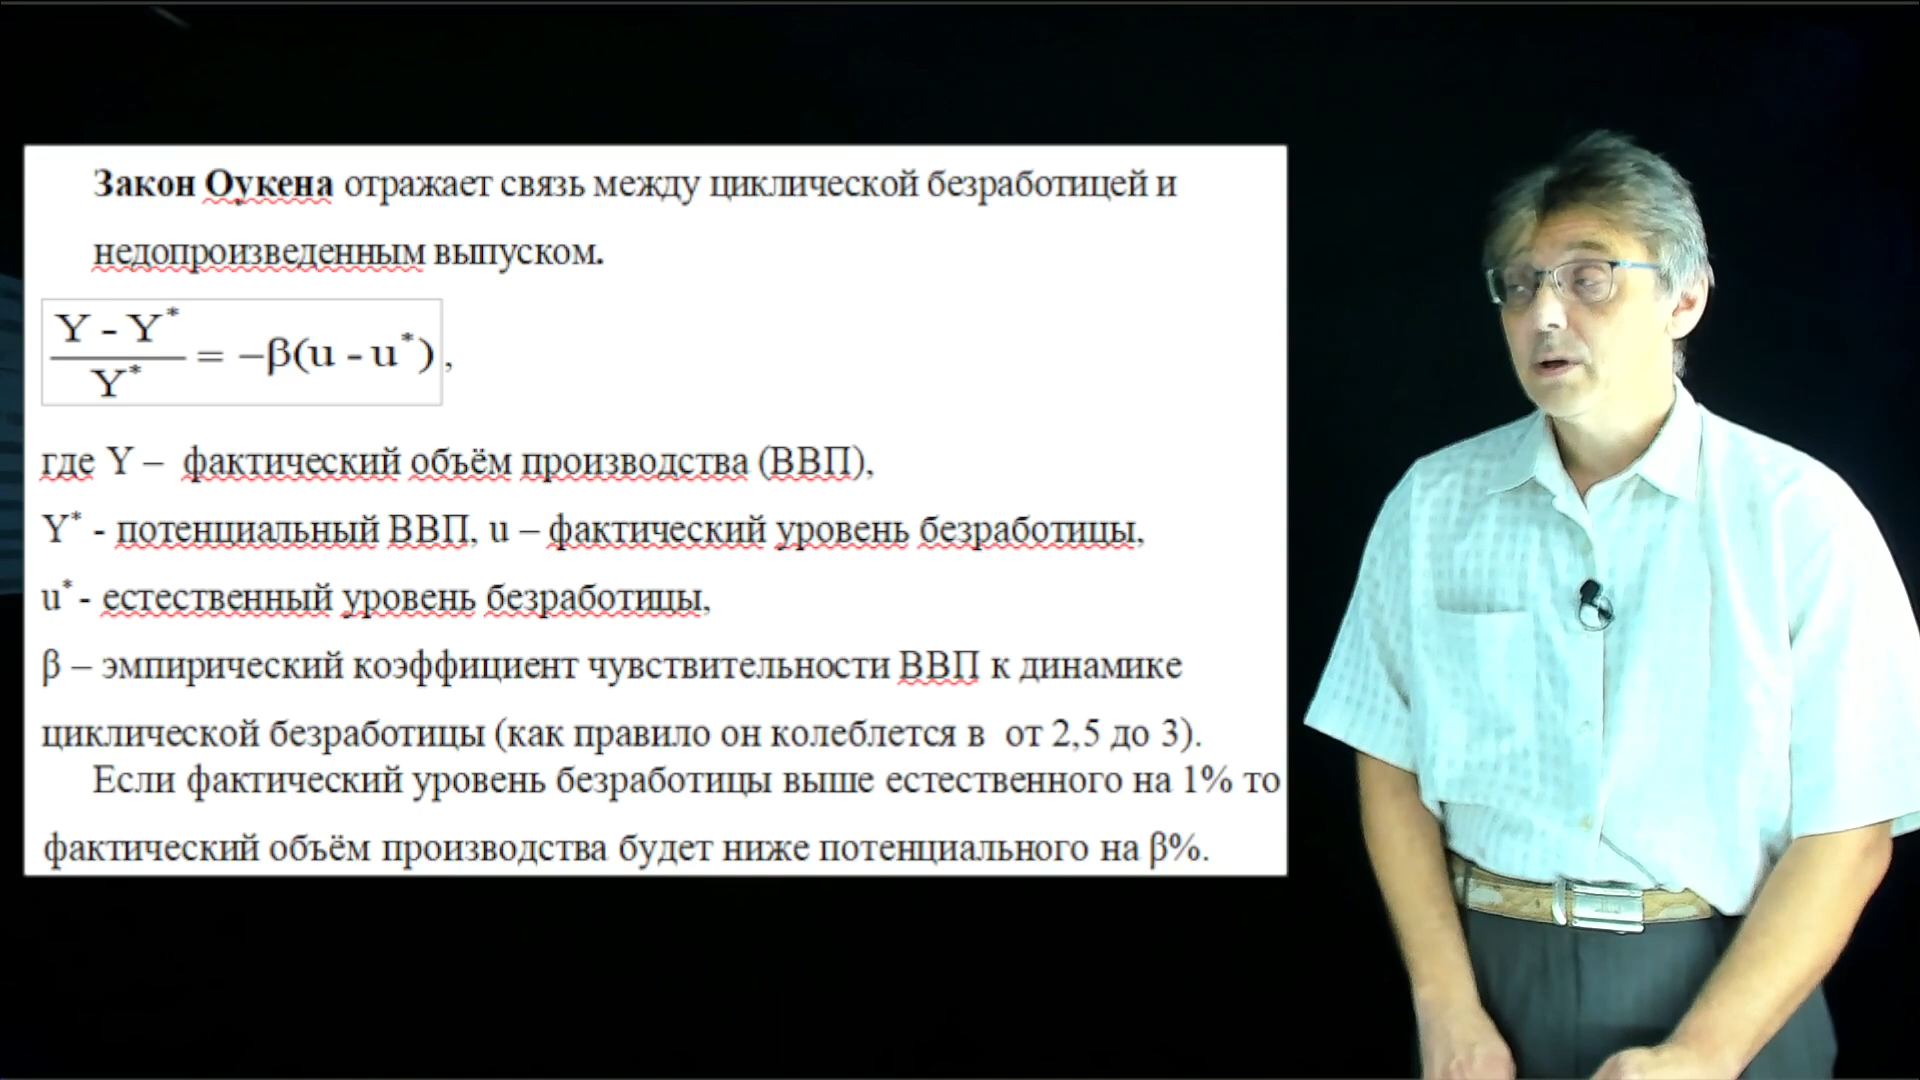 Закон Оукена отражает связь между циклической безработицей и
недопроизведенным выпуском.
Y - Y*
Y*
= −β(u - u*) ,
где Y – фактический объём производства (ВВП),
Y* - потенциальный ВВП, u – фактический уровень безработицы,
u* - естественный уровень безработицы,
β – эмпирический коэффициент чувствительности ВВП к динамике
циклической безработицы (как правило он колеблется в от 2,5 до 3).
Если фактический уровень безработицы выше естественного на 1% то
фактический объём производства будет ниже потенциального на β%.